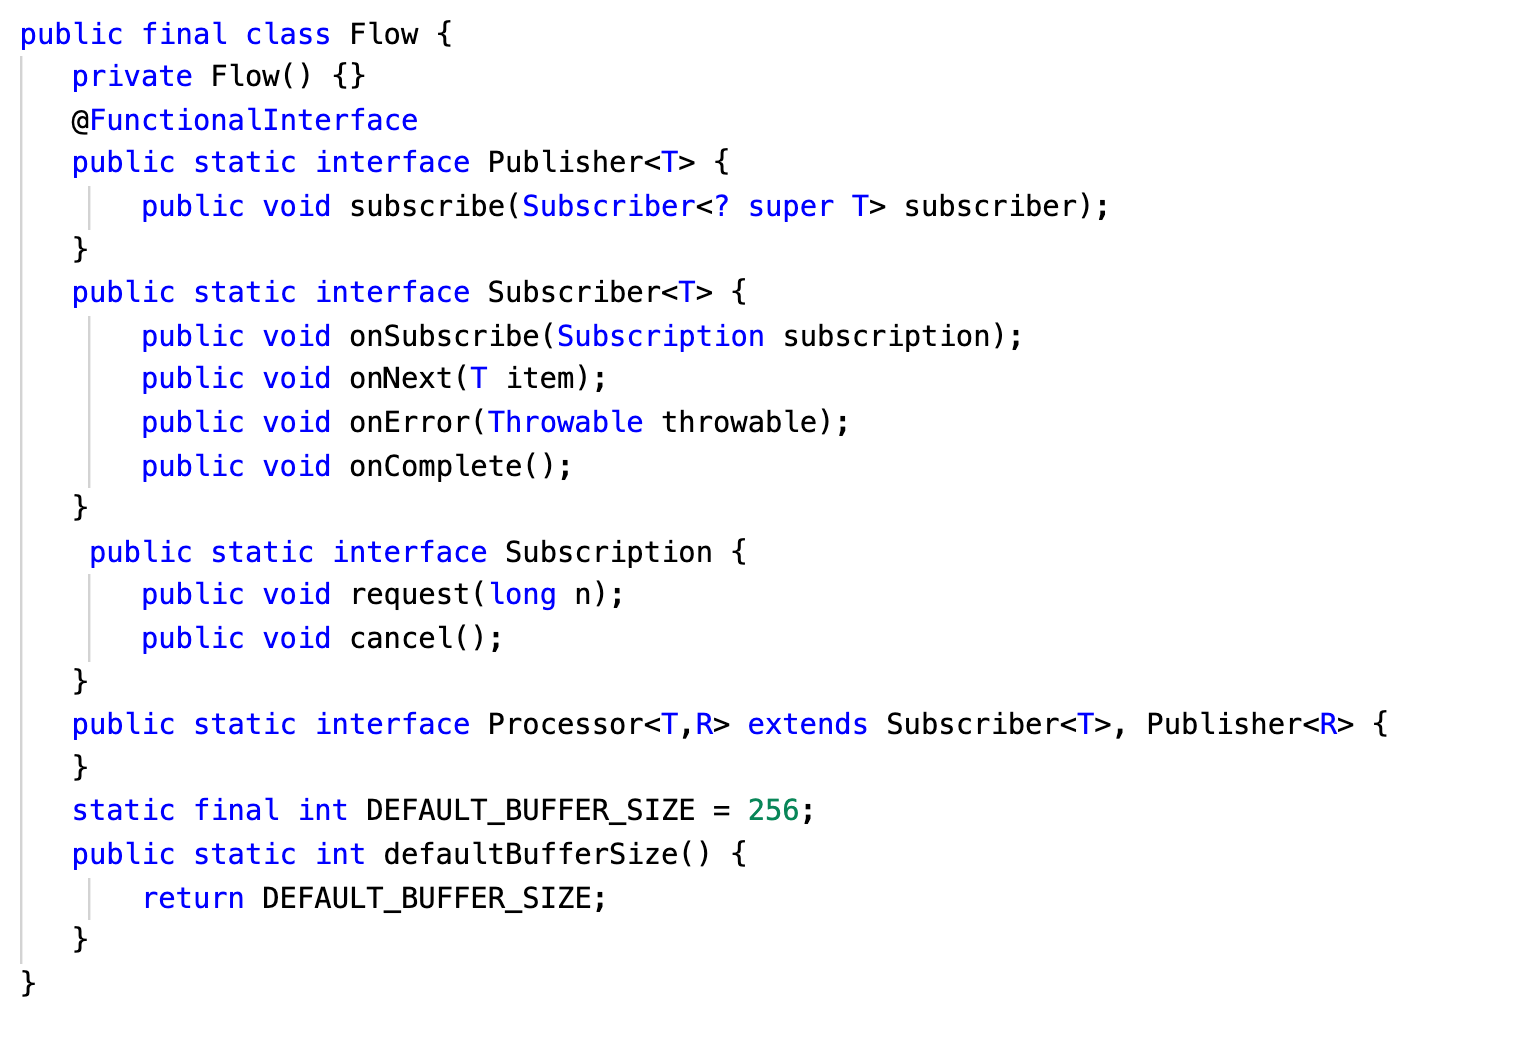 public final class Flow {
   private Flow() {}
   @FunctionalInterface
   public static interface Publisher<T> {
       public void subscribe(Subscriber<? super T> subscriber);
   }
   public static interface Subscriber<T> {
       public void onSubscribe(Subscription subscription);
       public void onNext(T item);
       public void onError(Throwable throwable);
       public void onComplete();
   }
    public static interface Subscription {
       public void request(long n);
       public void cancel();
   }
   public static interface Processor<T,R> extends Subscriber<T>, Publisher<R> {
   }
   static final int DEFAULT_BUFFER_SIZE = 256;
   public static int defaultBufferSize() {
       return DEFAULT_BUFFER_SIZE;
   }
}